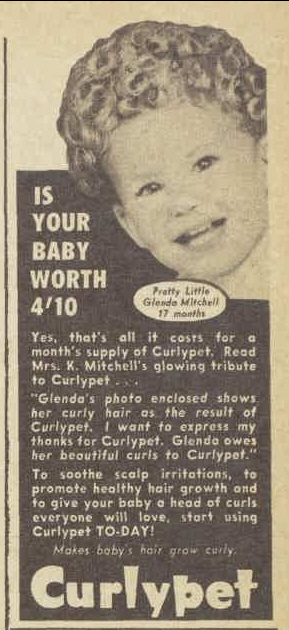 IS
YOUR
BABY
WORTH
4'10
Pretty Little
Glenda Mitchell
17 months
Yes, that's all it costs for a
month's supply of Curlypet. Read
Mrs. K. Mitchell's glowing tribute
to Curlypet . . .
"Glenda's photo enclosed shows
her curly hair as the result of
Curlypet. I want to express my
thanks for Curlypet. Glenda owes
her beautiful curls to Curlypet."
To soothe scalp irritations, to
promote healthy hair growth and
to give your baby a head of curls
everyone will love, start using
Curlypet TO-DAY!
Makes baby's hair grow curly.
Curlypet